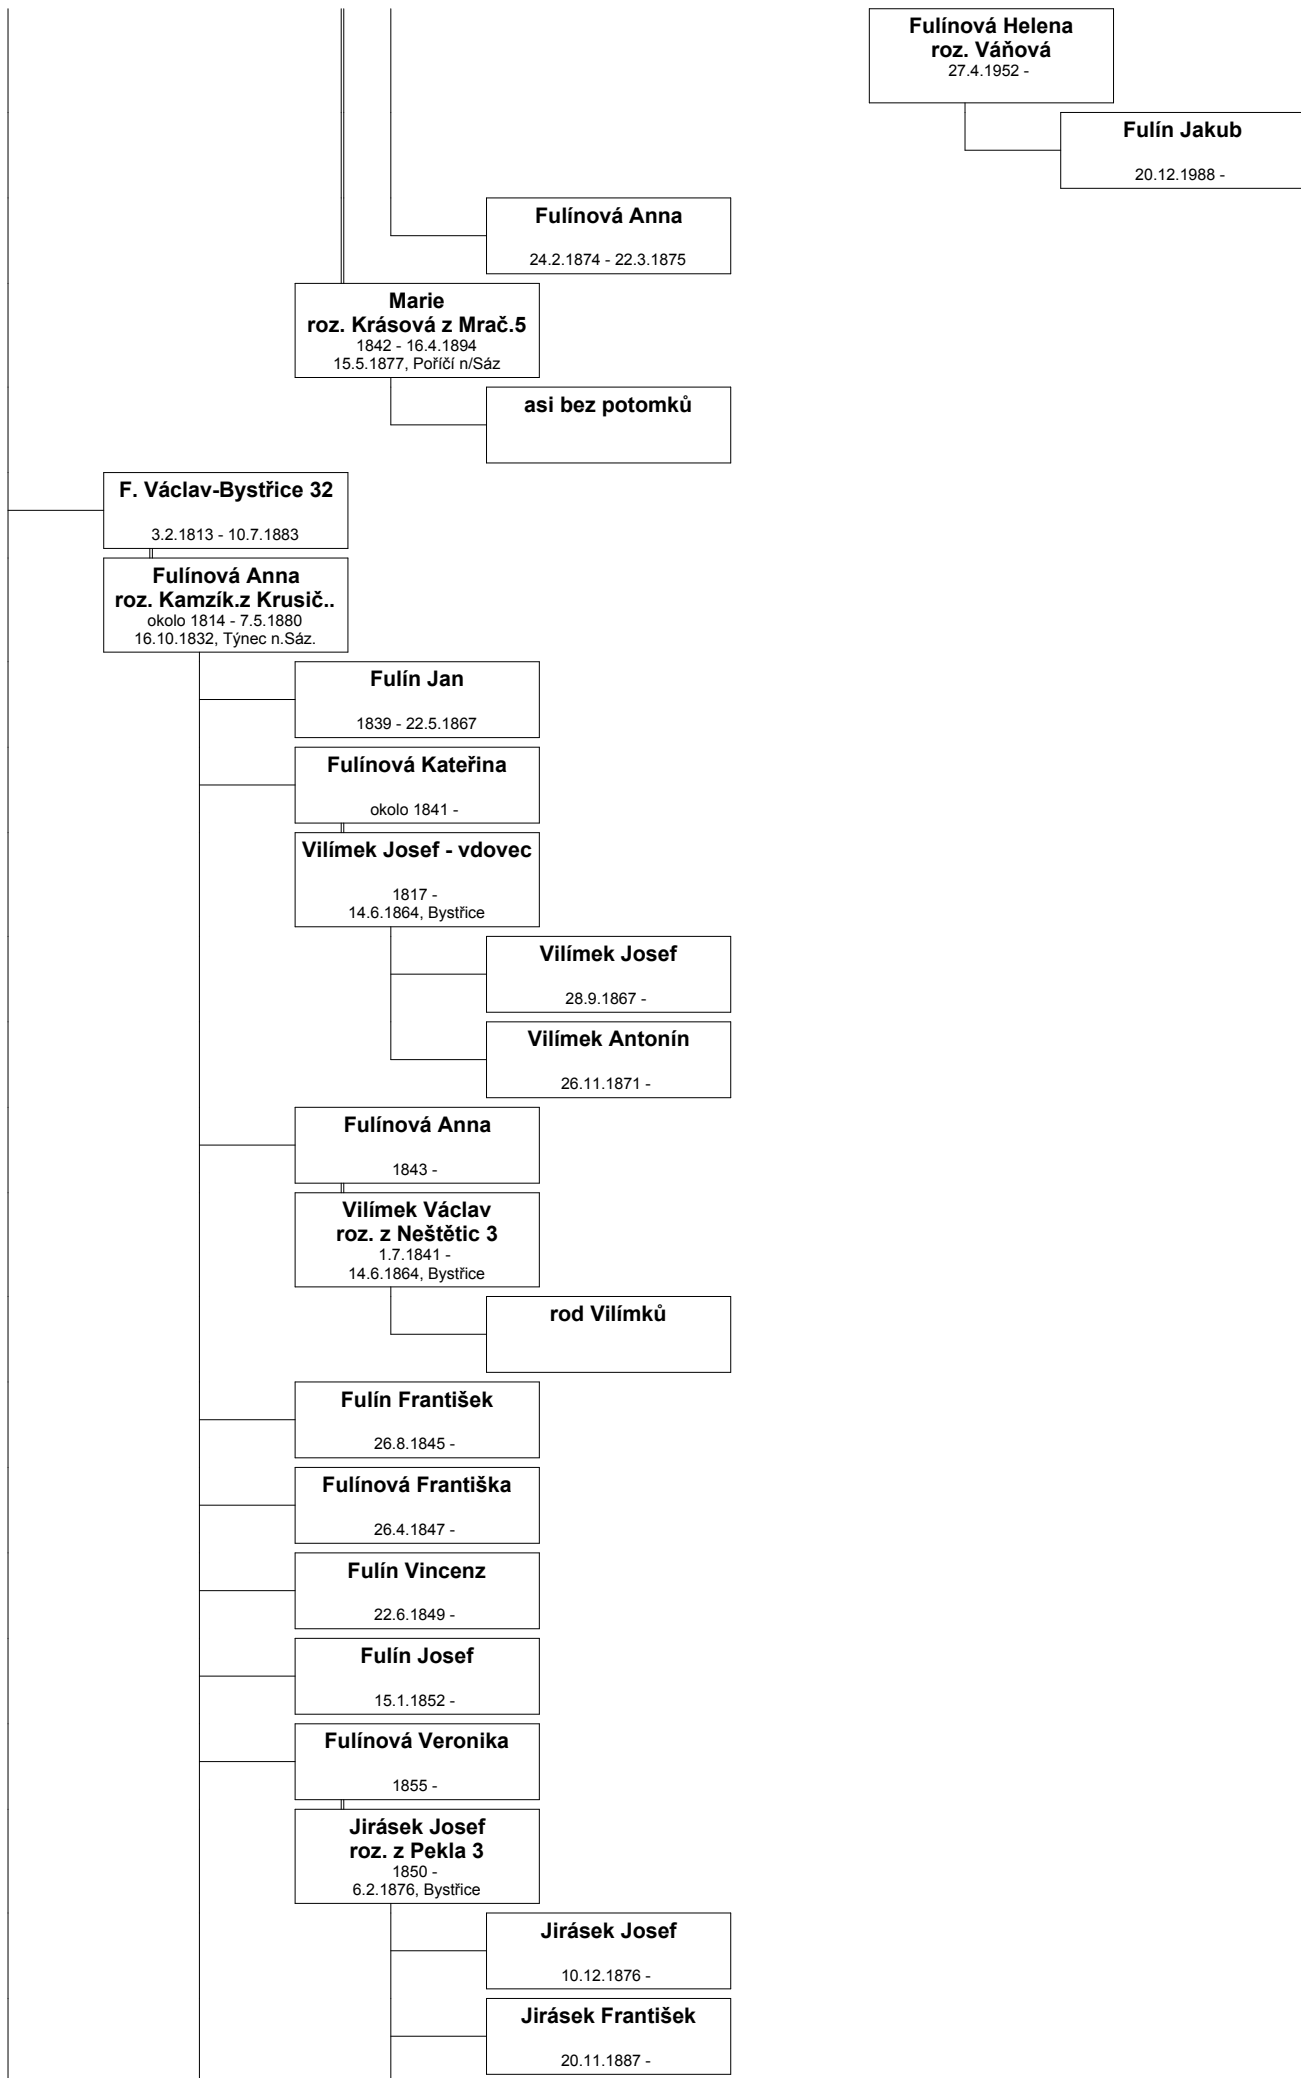 Fulínová Helena
roz. Váňová
27.4.1952 -
Fulín Jakub
20.12.1988 -
Fulínová Anna
24.2.1874 - 22.3.1875
Marie
roz. Krásová z Mrač.5
1842 - 16.4.1894
15.5.1877, Poříčí n/Sáz
asi bez potomků
F. Václav-Bystřice 32
3.2.1813 - 10.7.1883
Fulínová Anna
roz. Kamzík.z Krusič..
okolo 1814 - 7.5.1880
16.10.1832, Týnec n.Sáz.
Fulín Jan
1839 - 22.5.1867
Fulínová Kateřina
okolo 1841 -
Vilímek Josef - vdovec
1817 -
14.6.1864, Bystřice
Vilímek Josef
28.9.1867 -
Vilímek Antonín
26.11.1871 -
Fulínová Anna
1843 -
Vilímek Václav
roz. z Neštětic 3
1.7.1841 -
14.6.1864, Bystřice
rod Vilímků
Fulín František
26.8.1845 -
Fulínová Františka
26.4.1847 -
Fulín Vincenz
22.6.1849 -
Fulín Josef
15.1.1852 -
Fulínová Veronika
1855 -
Jirásek Josef
roz. z Pekla 3
1850 -
6.2.1876, Bystřice
Jirásek Josef
10.12.1876 -
Jirásek František
20.11.1887 -